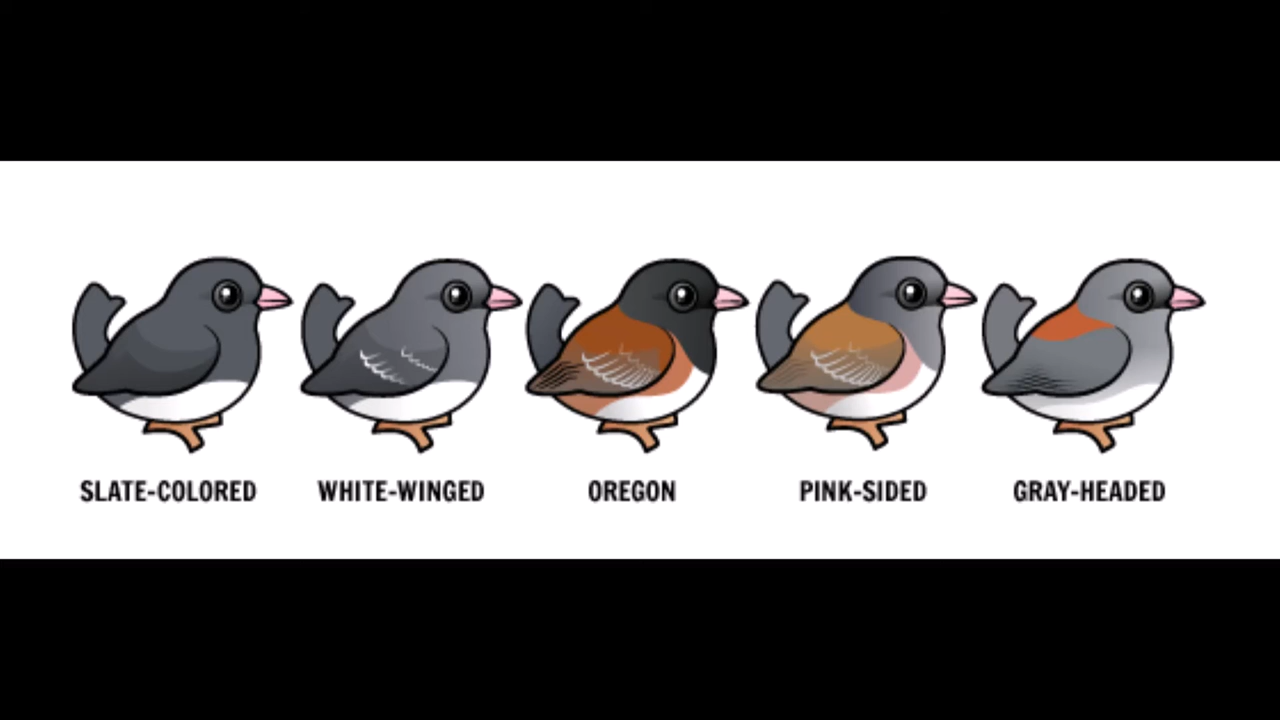 SLATE-COLORED
WHITE-WINGED
OREGON
PINK-SIDED
GRAY-HEADED